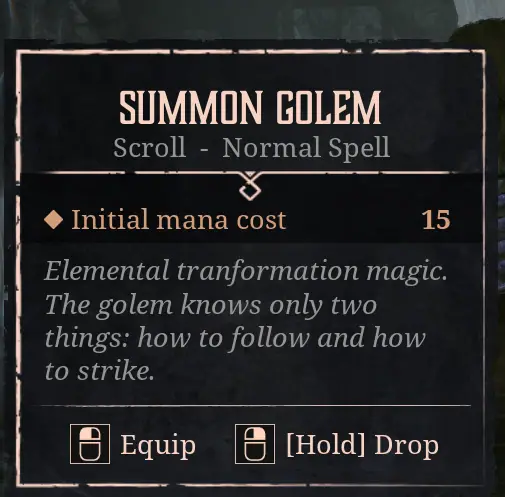 SUMMON GOLEM
Scroll - Normal Spell
Initial mana cost 15
Elemental tranformation magic.
The golem knows only two
things: how to follow and how
to strike.
Equip [Hold] Drop